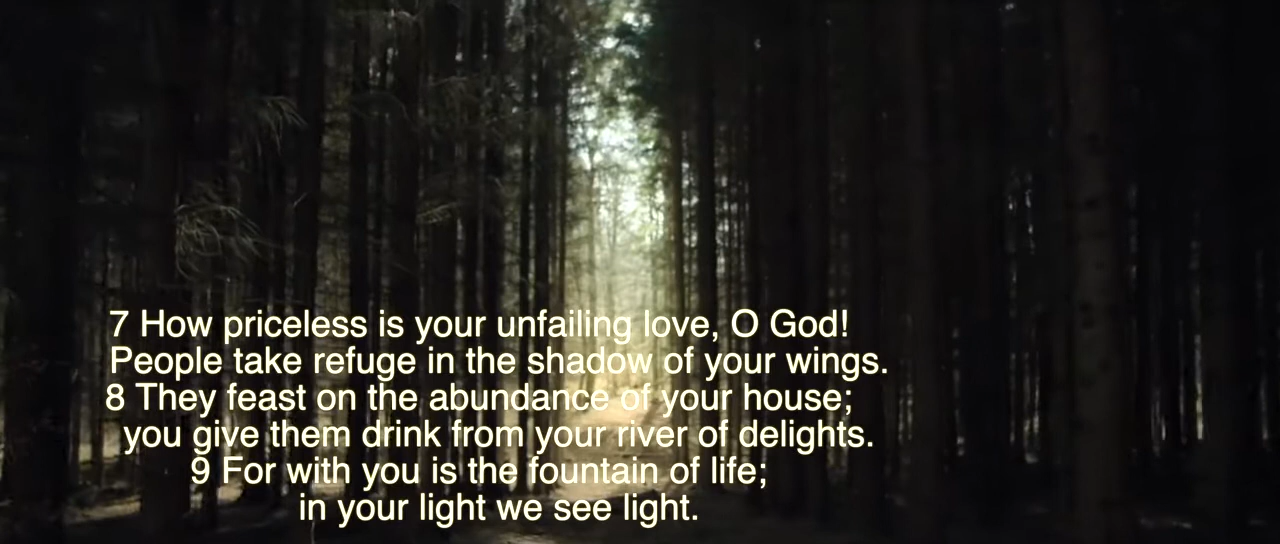 7 How priceless is your unfailing love, O God!
People take refuge in the shadow of your wings.
8 They feast on the abundance of your house;
you give them drink from your river of delights.
9 For with you is the fountain of life;
in your light we see light.